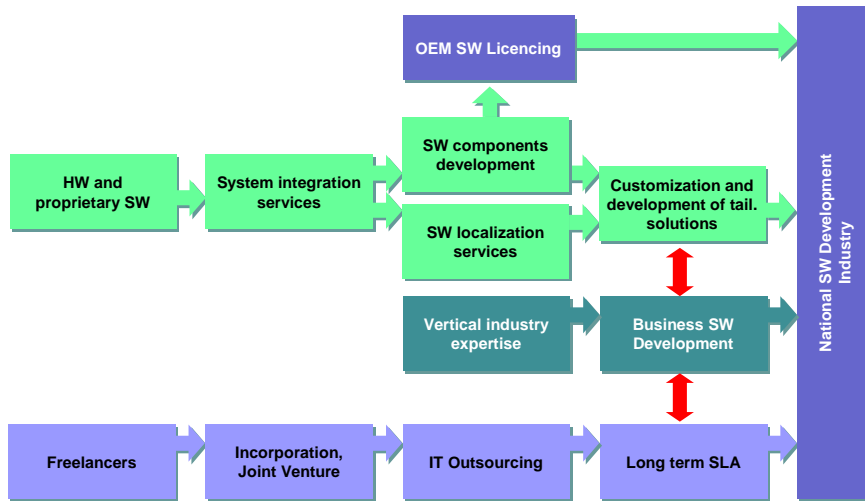 OEM SW Licencing
SW components
development
HW and
proprietary SW
System integration
services
Customization and
development of tail.
solutions
SW localization
services
Vertical industry
expertise
Business SW
Development
Freelancers
Incorporation,
Joint Venture
IT Outsourcing
Long term SLA
National SW Development
Industry